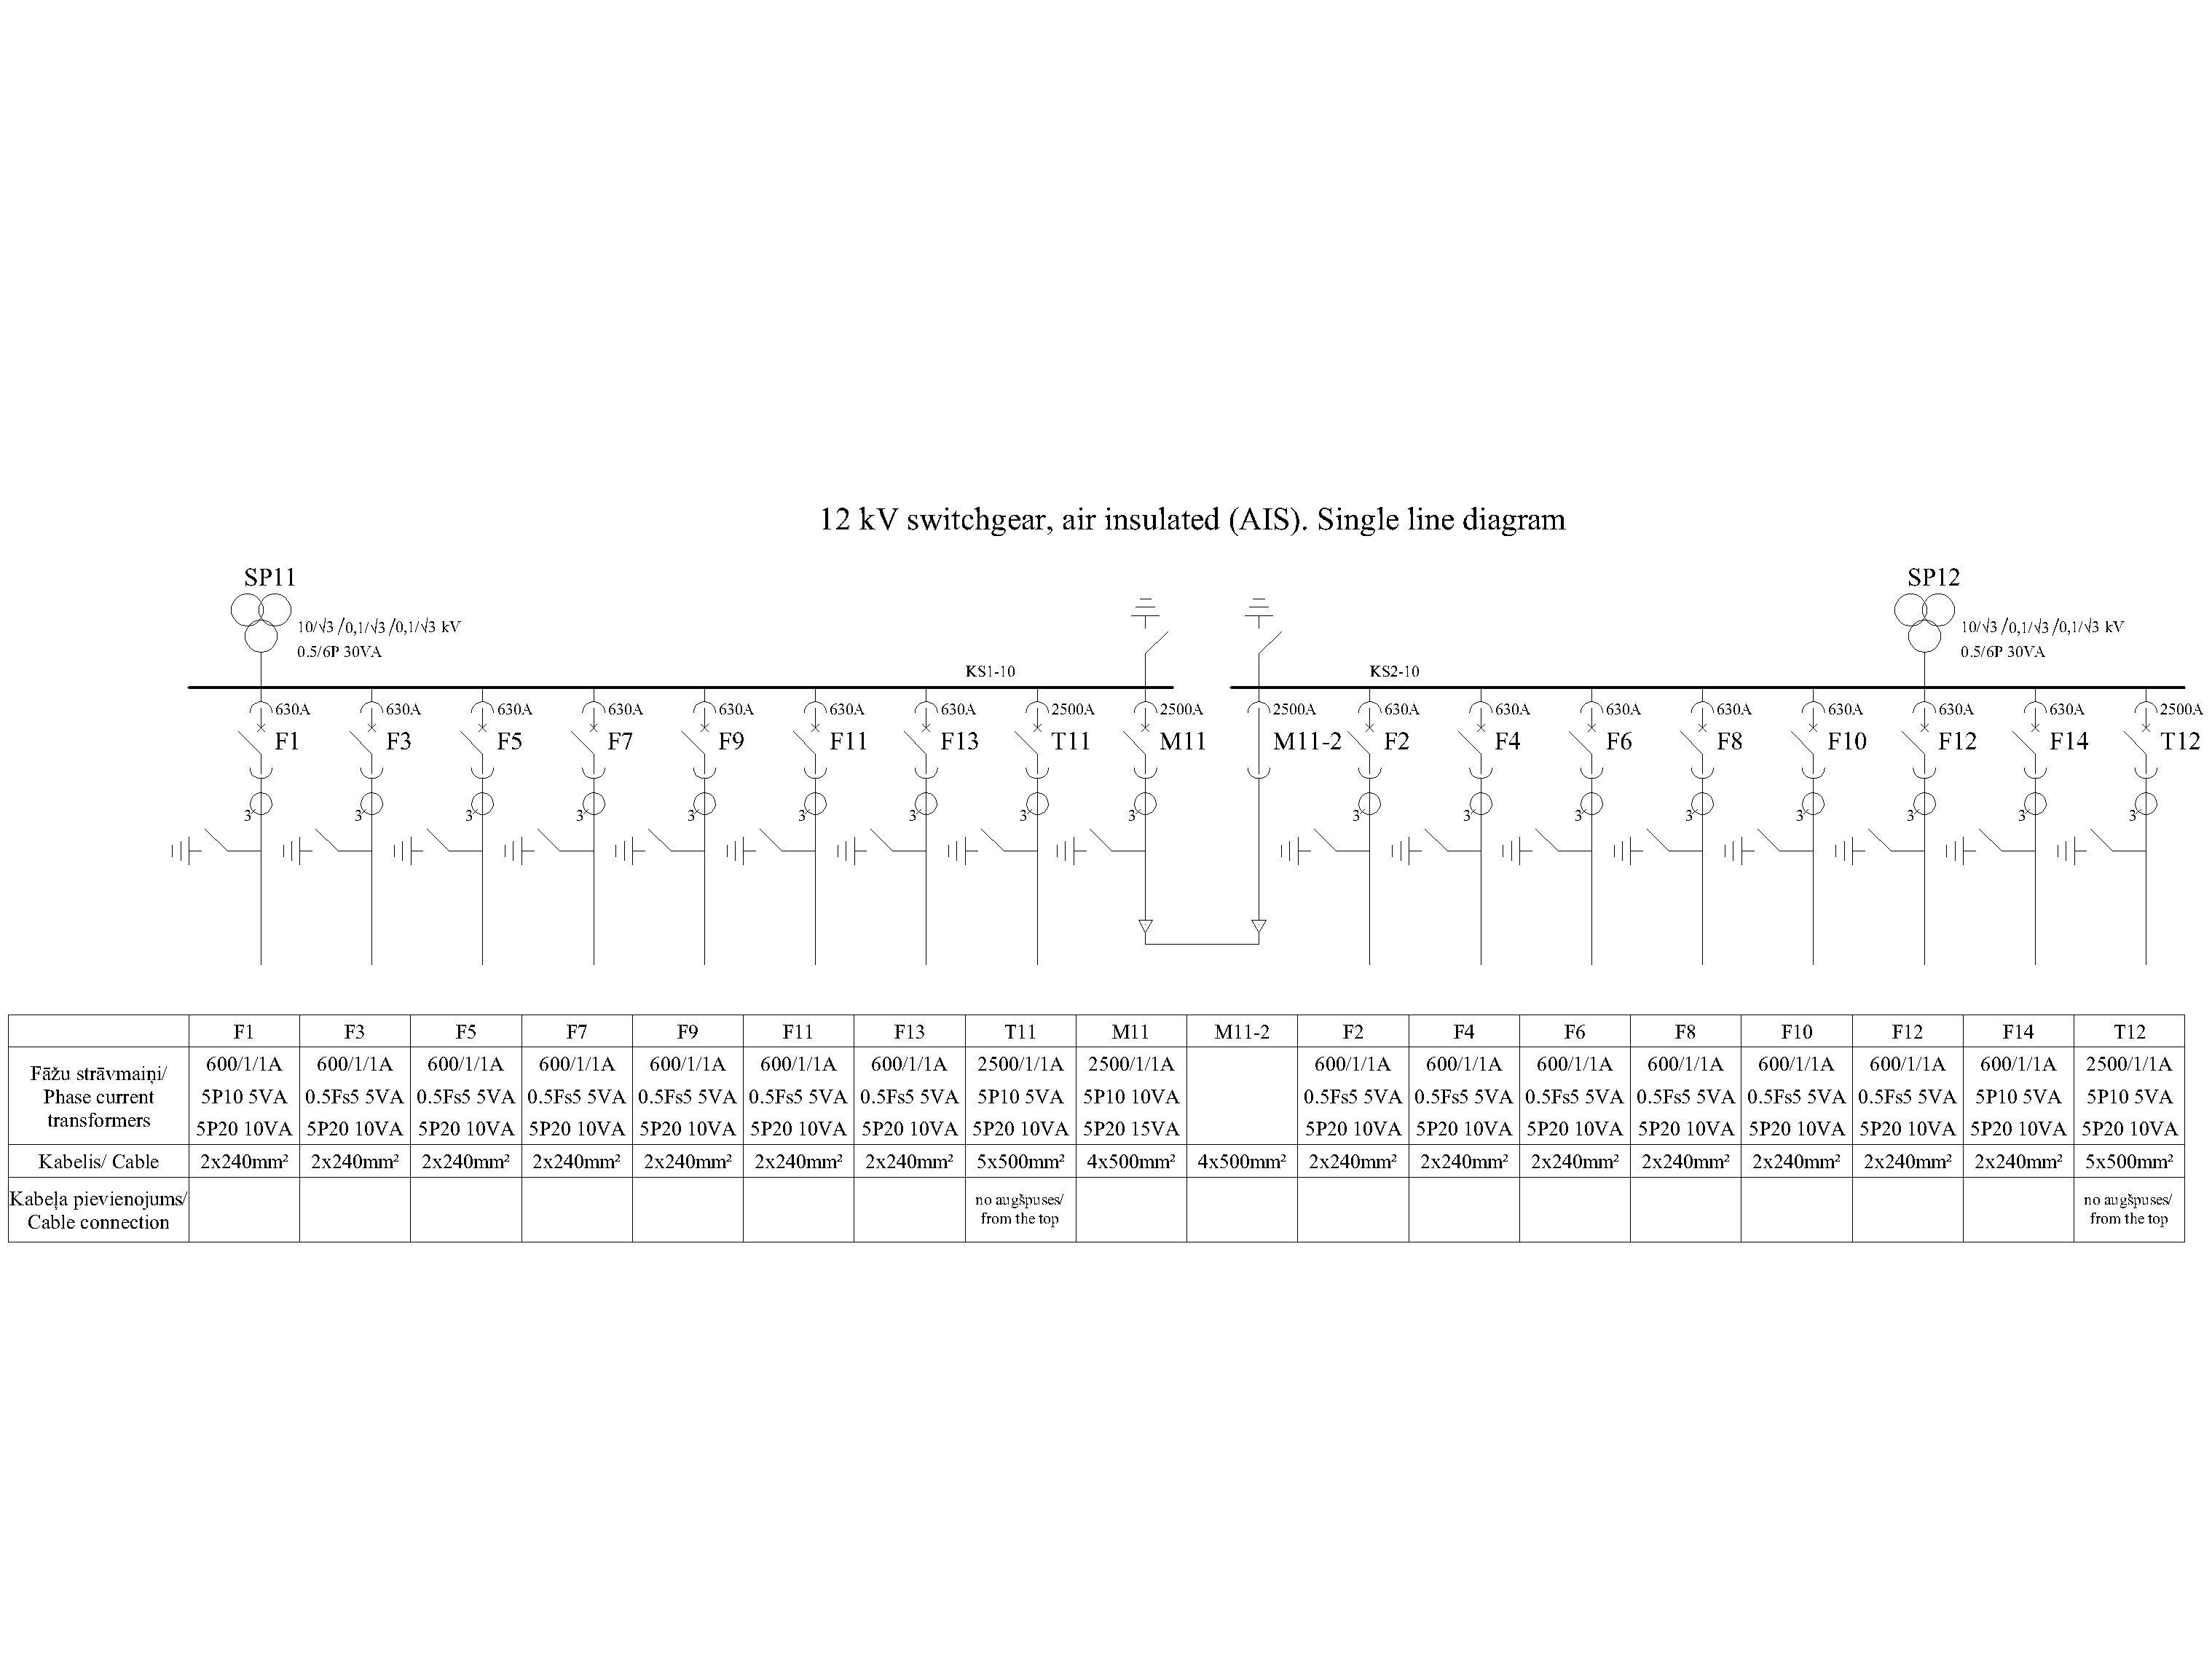 12 kV switchgear, air insulated (AIS). Single line diagram
SP11
10/√3 /0,1/√3 /0,1/√3 kV
0.5/6P 30VA
SP12
10/√3 /0,1/√3 /0,1/√3 kV
0.5/6P 30VA
KS1-10 KS2-10
630A 630A 630A 630A 630A 630A 630A 2500A 2500A 2500A 630A 630A 630A 630A 630A 630A 630A 2500A
F1 F3 F5 F7 F9 F11 F13 T11 M11 M11-2 F2 F4 F6 F8 F10 F12 F14 T12
3 3 3 3 3 3 3 3 3 3 3 3 3 3 3 3 3
F1 F3 F5 F7 F9 F11 F13 T11 M11 M11-2 F2 F4 F6 F8 F10 F12 F14 T12
Fāžu strāvmaiņi/
Phase current
transformers
600/1/1A 600/1/1A 600/1/1A 600/1/1A 600/1/1A 600/1/1A 600/1/1A 2500/1/1A 2500/1/1A 600/1/1A 600/1/1A 600/1/1A 600/1/1A 600/1/1A 600/1/1A 600/1/1A 2500/1/1A
5P10 5VA 0.5Fs5 5VA 0.5Fs5 5VA 0.5Fs5 5VA 0.5Fs5 5VA 0.5Fs5 5VA 0.5Fs5 5VA 5P10 5VA 5P10 10VA 0.5Fs5 5VA 0.5Fs5 5VA 0.5Fs5 5VA 0.5Fs5 5VA 0.5Fs5 5VA 0.5Fs5 5VA 5P10 5VA 5P10 5VA
5P20 10VA 5P20 10VA 5P20 10VA 5P20 10VA 5P20 10VA 5P20 10VA 5P20 10VA 5P20 10VA 5P20 15VA 5P20 10VA 5P20 10VA 5P20 10VA 5P20 10VA 5P20 10VA 5P20 10VA 5P20 10VA 5P20 10VA
Kabelis/ Cable 2x240mm² 2x240mm² 2x240mm² 2x240mm² 2x240mm² 2x240mm² 2x240mm² 5x500mm² 4x500mm² 4x500mm² 2x240mm² 2x240mm² 2x240mm² 2x240mm² 2x240mm² 2x240mm² 2x240mm² 5x500mm²
Kabeļa pievienojums/
Cable connection
no augšpuses/
from the top
no augšpuses/
from the top